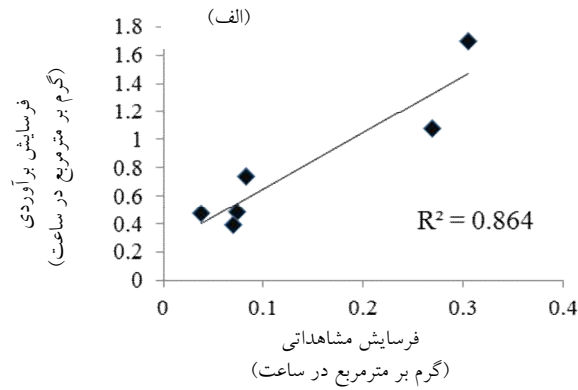 (الف)
1.8
1.6
1.4
1.2
1
0.8
0.6
0.4
0.2
0
فرسایش برآوردی
(گرم بر مترمربع در ساعت)
R² = 0.864
0 0.1 0.2 0.3 0.4
فرسایش مشاهداتی
(گرم بر مترمربع در ساعت)